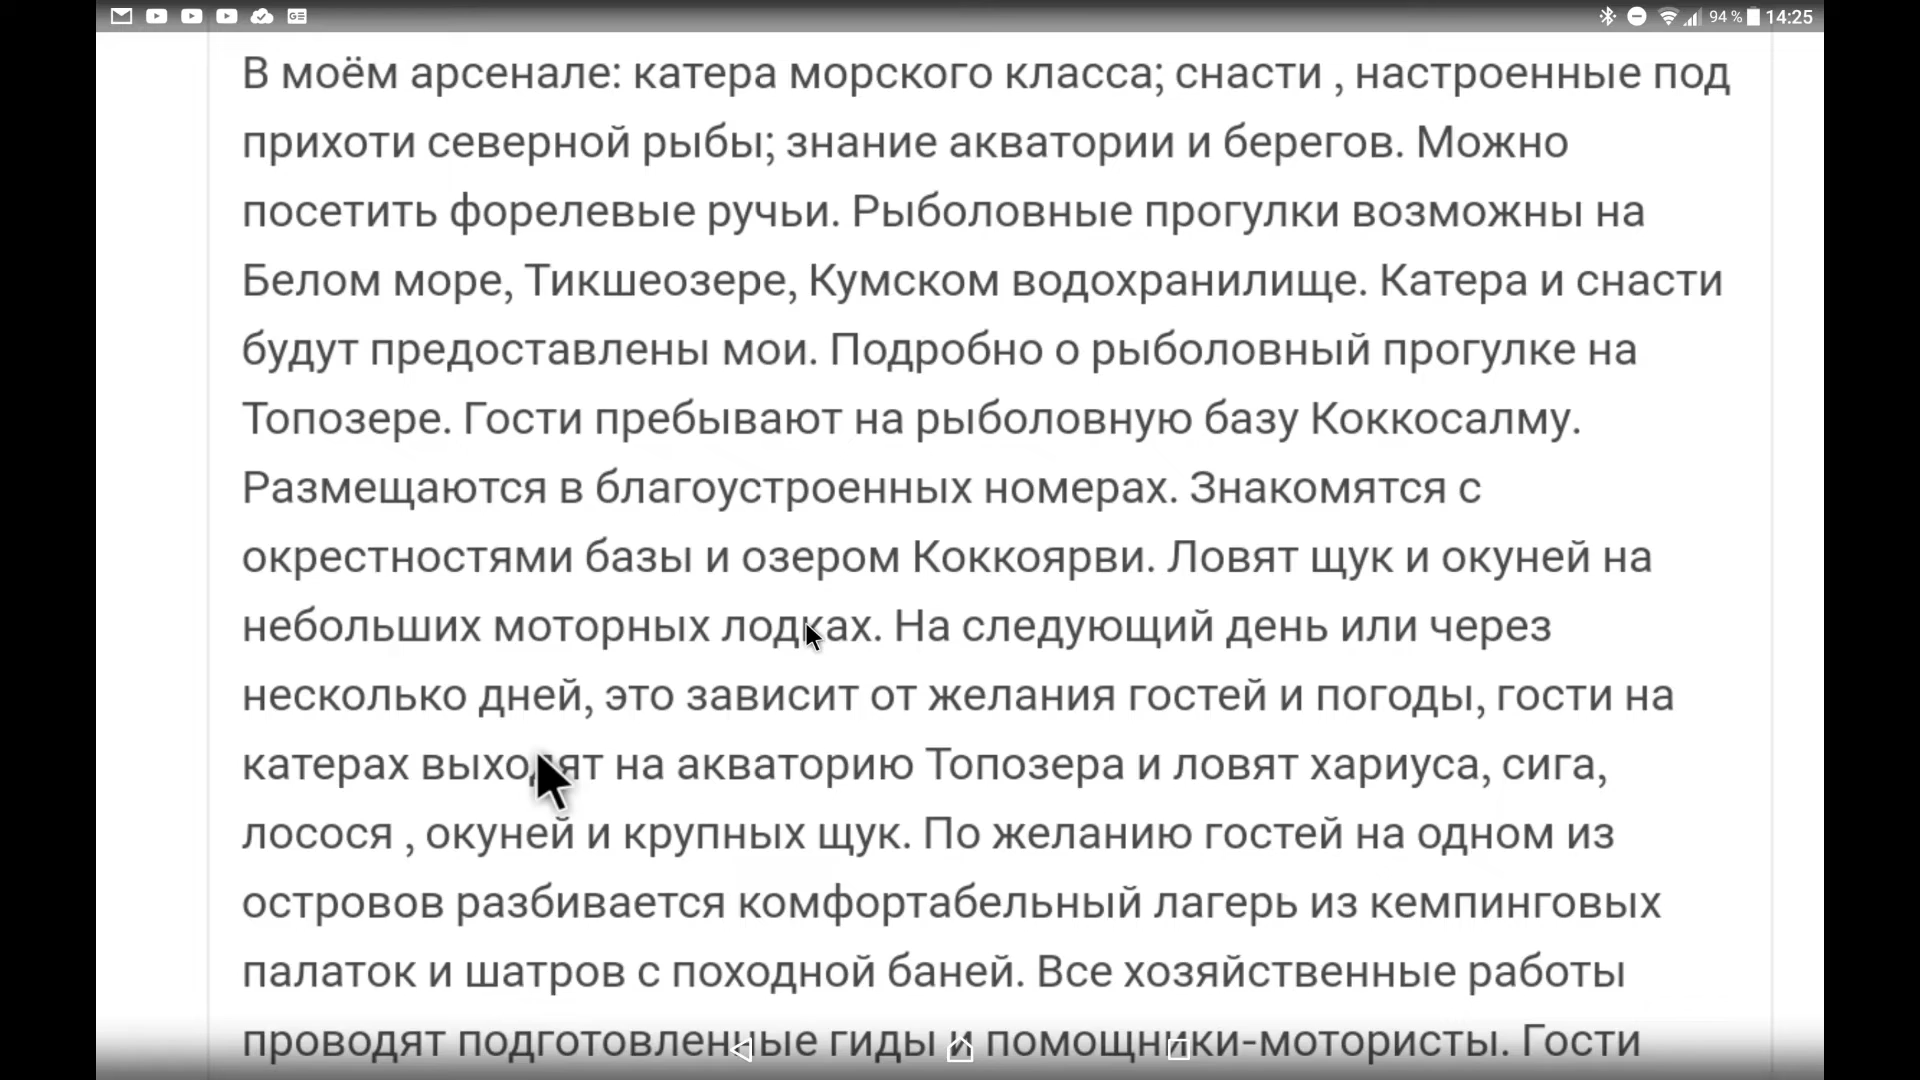 94 % 14:25
В моём арсенале: катера морского класса; снасти , настроенные под
прихоти северной рыбы; знание акватории и берегов. Можно
посетить форелевые ручьи. Рыболовные прогулки возможны на
Белом море, Тикшеозере, Кумском водохранилище. Катера и снасти
будут предоставлены мои. Подробно о рыболовный прогулке на
Топозере. Гости пребывают на рыболовную базу Коккосалму.
Размещаются в благоустроенных номерах. Знакомятся с
окрестностями базы и озером Коккоярви. Ловят щук и окуней на
небольших моторных лодках. На следующий день или через
несколько дней, это зависит от желания гостей и погоды, гости на
катерах выходят на акваторию Топозера и ловят хариуса, сига,
лосося , окуней и крупных щук. По желанию гостей на одном из
островов разбивается комфортабельный лагерь из кемпинговых
палаток и шатров с походной баней. Все хозяйственные работы
проводят подготовленные гиды и помощники-мотористы. Гости